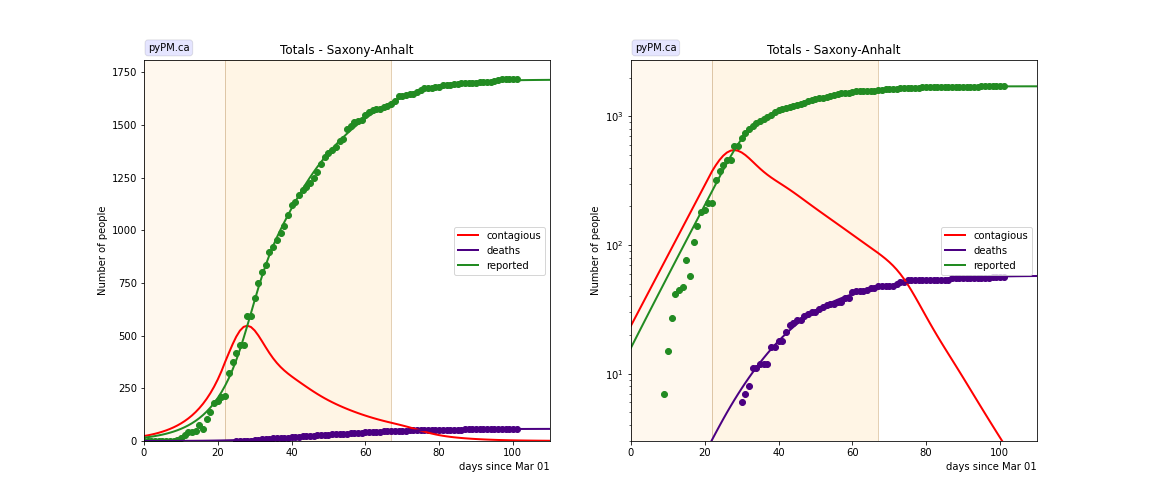 pyPM.ca
Totals - Saxony-Anhalt
Number of people
1750
1500
1250
1000
750
500
250
0
0
20
40
60
80
100
days since Mar 01
contagious
deaths
reported
pyPM.ca
Totals - Saxony-Anhalt
Number of people
10³
10²
10¹
0
20
40
60
80
100
days since Mar 01
contagious
deaths
reported